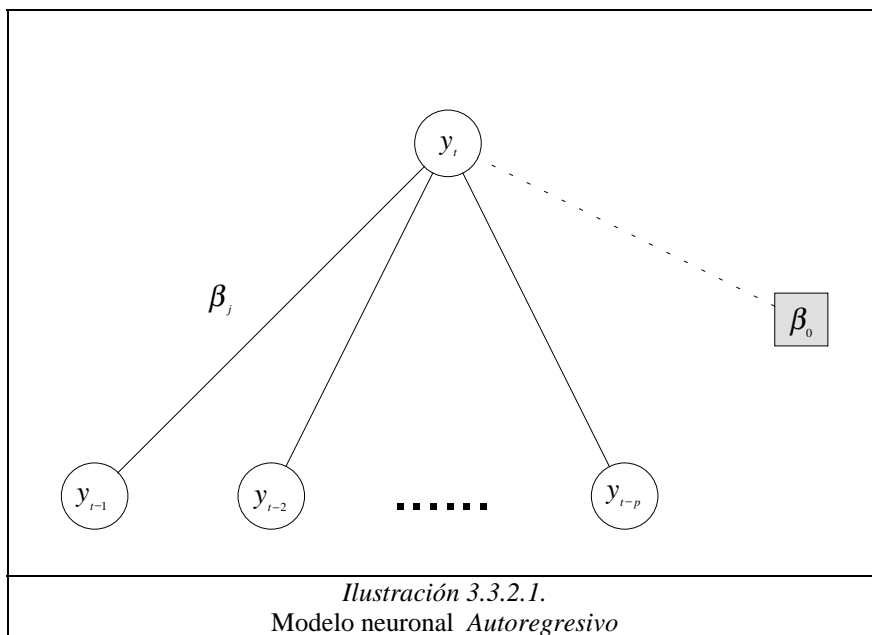 yₜ
βⱼ
β₀
yₜ₋₁
yₜ₋₂
......
yₜ₋ₚ
Ilustración 3.3.2.1.
Modelo neuronal Autoregresivo